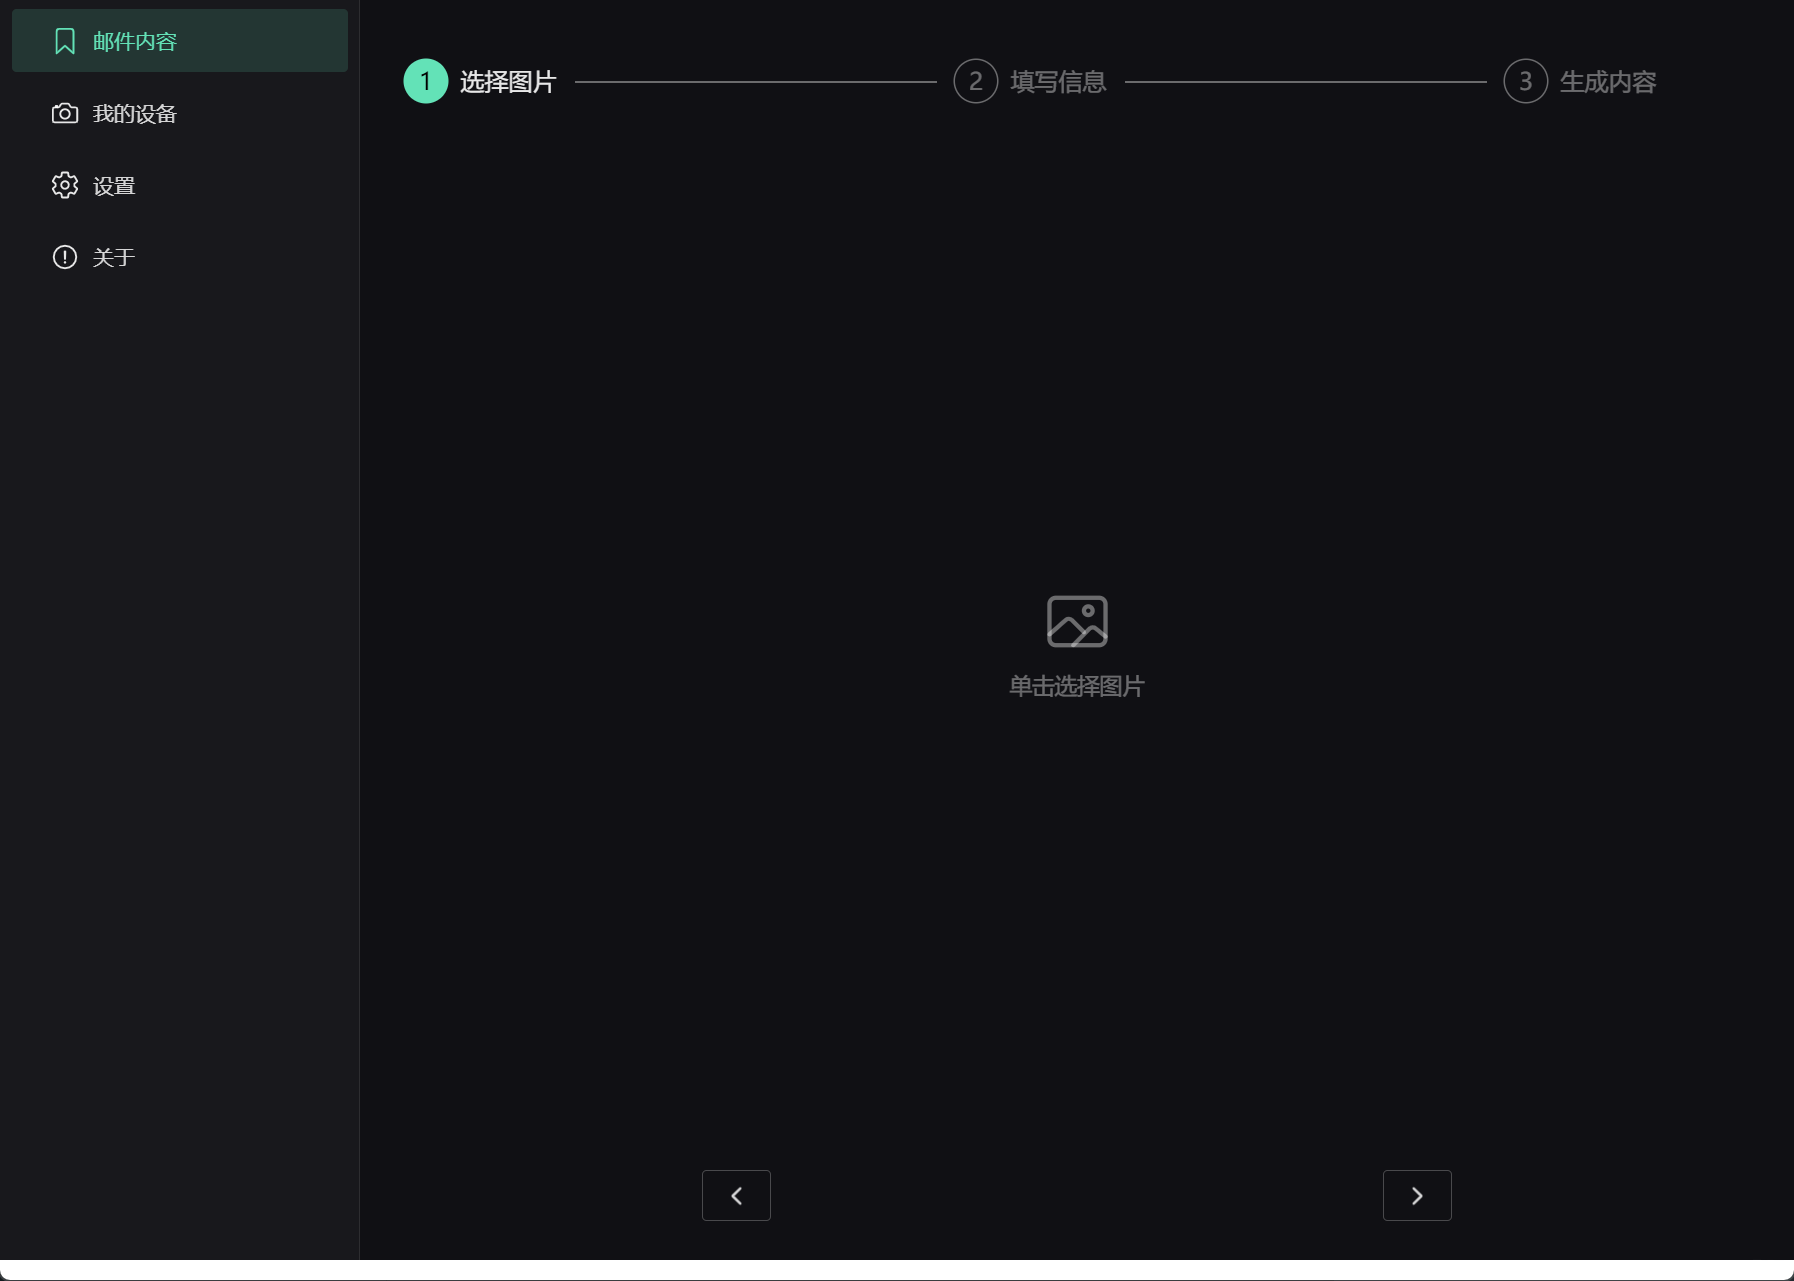 邮件内容
我的设备
设置
关于
1 选择图片
2 填写信息
3 生成内容
单击选择图片